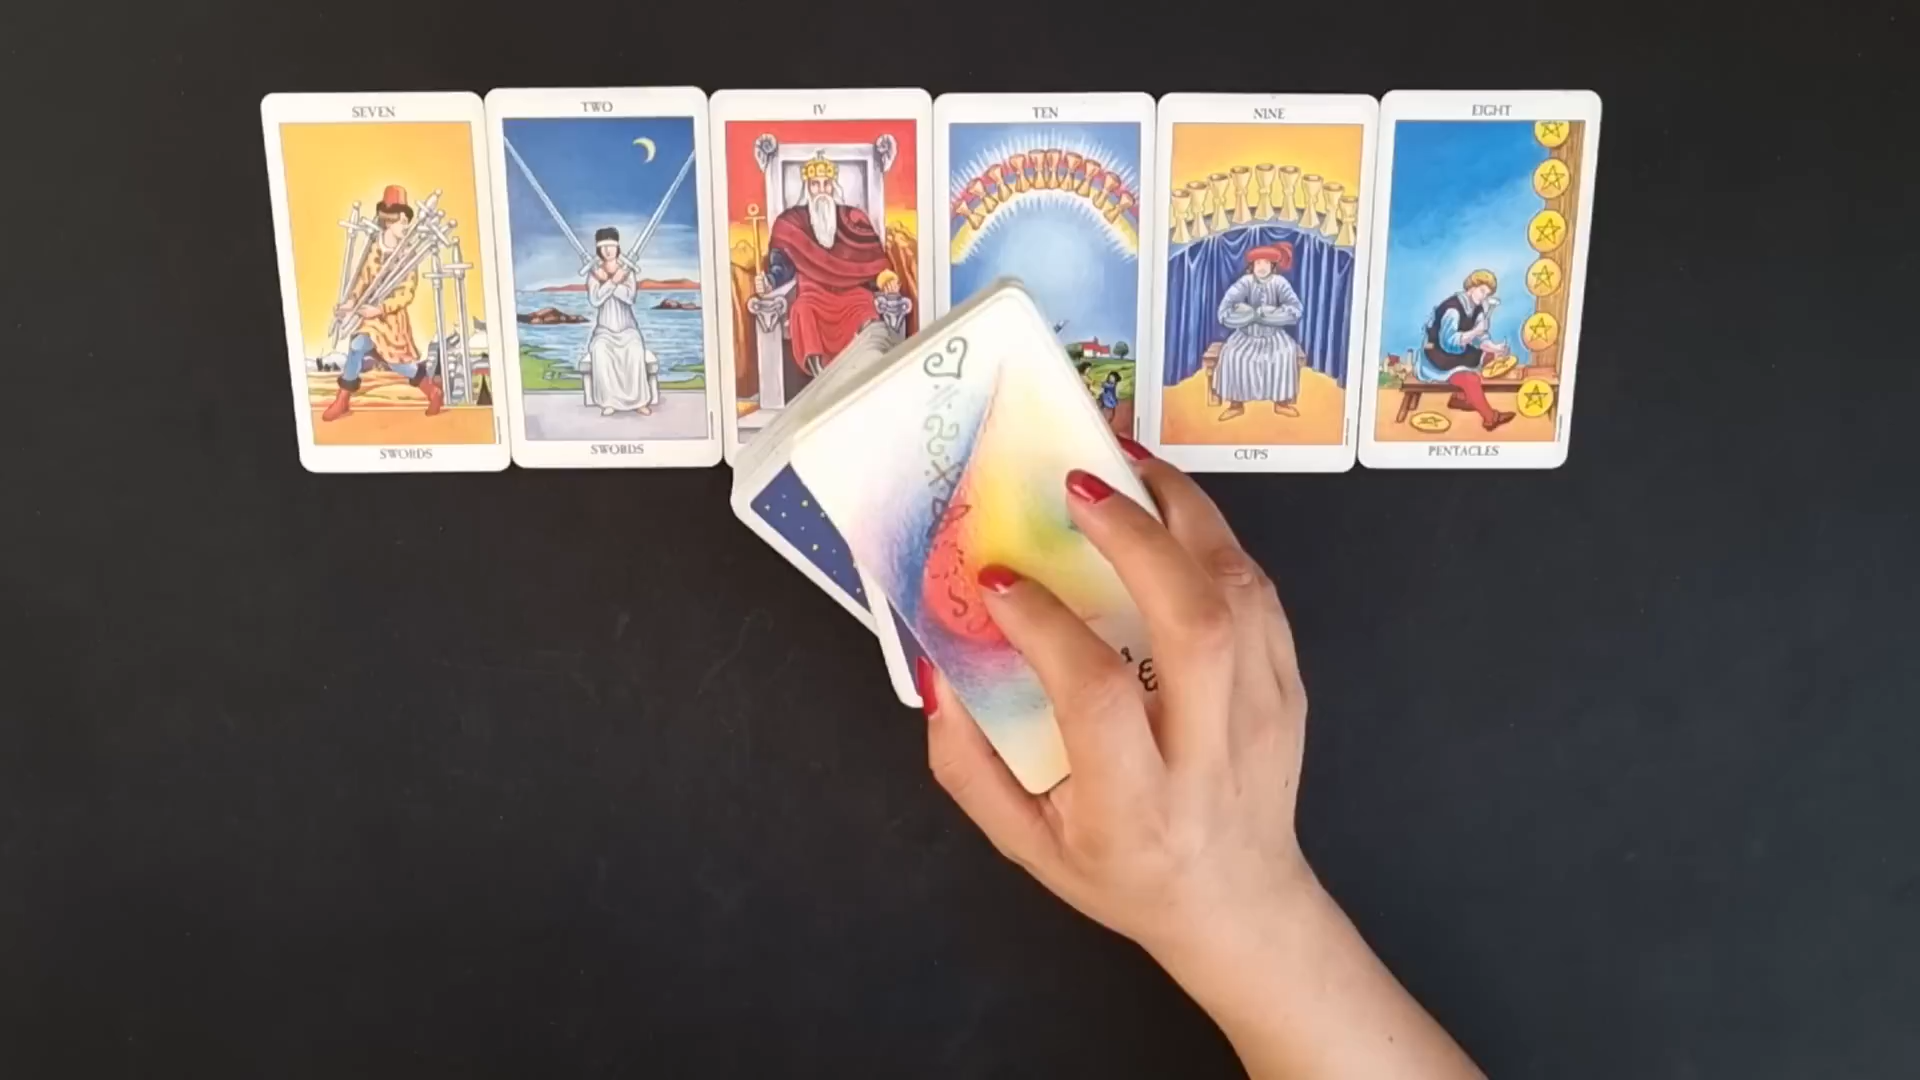 SEVEN
TWO
IV
TEN
NINE
EIGHT
SWORDS
SWORDS
CUPS
PENTACLES